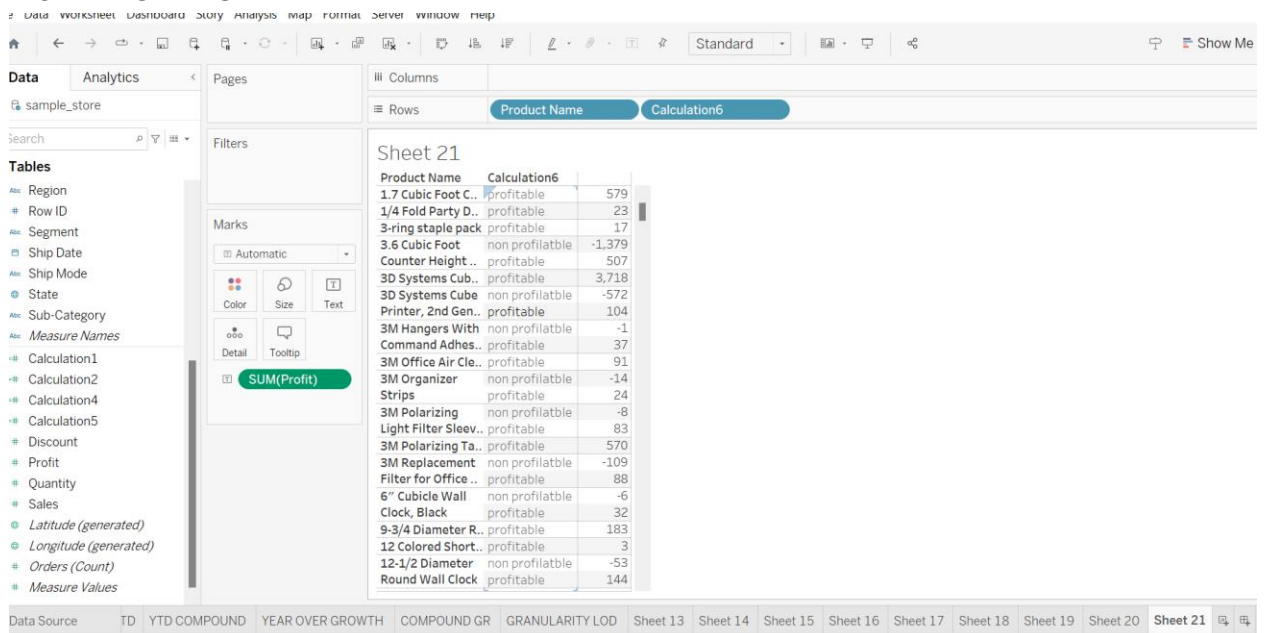 Data Worksheet Dashboard Story Analysis Map Format Server Window Help
Standard
Show Me
Data Analytics
Pages
Columns
sample_store
Rows
Product Name
Calculation6
Search
Filters
Tables
Sheet 21
Product Name Calculation6
Abc Region
# Row ID
Abc Segment
Ship Date
Abc Ship Mode
State
Abc Sub-Category
Abc Measure Names
Calculation1
Calculation2
Calculation4
Calculation5
# Discount
# Profit
# Quantity
# Sales
Latitude (generated)
Longitude (generated)
# Orders (Count)
# Measure Values
Marks
Automatic
Color Size Text
Detail Tooltip
SUM(Profit)
1.7 Cubic Foot C.. profitable 579
1/4 Fold Party D.. profitable 23
3-ring staple pack profitable 17
3.6 Cubic Foot non profilatble -1,379
Counter Height .. profitable 507
3D Systems Cub.. profitable 3,718
3D Systems Cube non profilatble -572
Printer, 2nd Gen.. profitable 104
3M Hangers With non profilatble -1
Command Adhes.. profitable 37
3M Office Air Cle.. profitable 91
3M Organizer non profilatble -14
Strips profitable 24
3M Polarizing non profilatble -8
Light Filter Sleev.. profitable 83
3M Polarizing Ta.. profitable 570
3M Replacement non profilatble -109
Filter for Office .. profitable 88
6" Cubicle Wall non profilatble -6
Clock, Black profitable 32
9-3/4 Diameter R.. profitable 183
12 Colored Short.. profitable 3
12-1/2 Diameter non profilatble -53
Round Wall Clock profitable 144
Data Source TD YTD COMPOUND YEAR OVER GROWTH COMPOUND GR GRANULARITY LOD Sheet 13 Sheet 14 Sheet 15 Sheet 16 Sheet 17 Sheet 18 Sheet 19 Sheet 20 Sheet 21